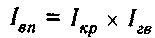 Iвп = Iкр × Iгв